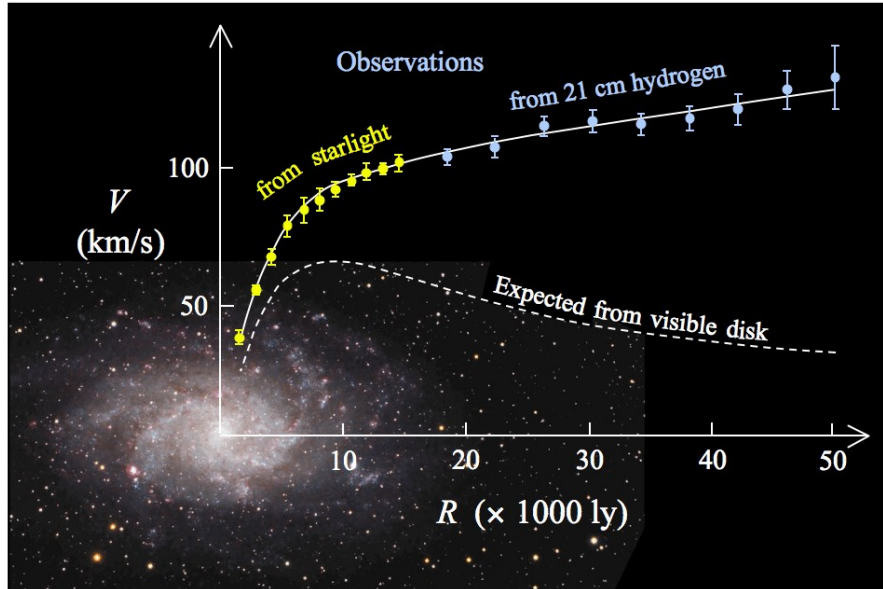 Observations
from 21 cm hydrogen
from starlight
100
V
(km/s)
50
Expected from visible disk
10
20
30
40
50
R (× 1000 ly)